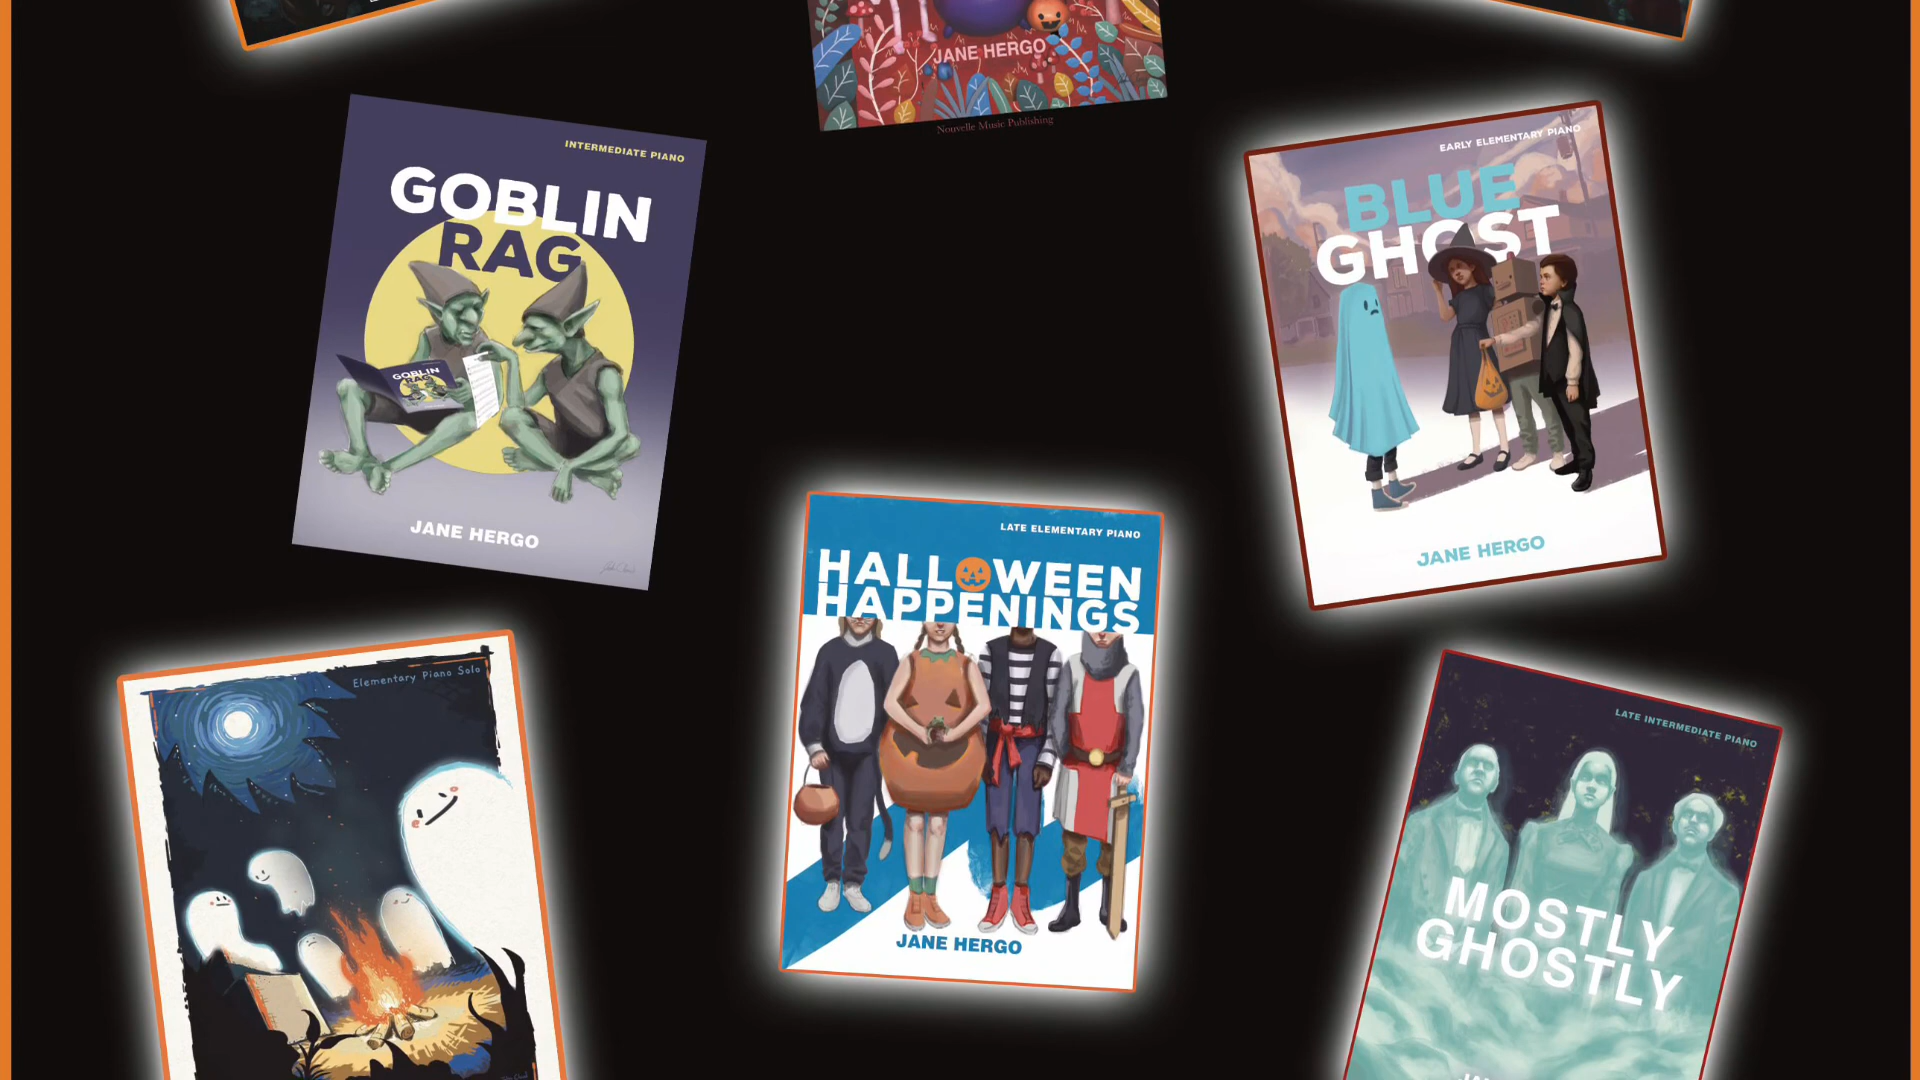 JANE HERGO
Nouvelle Music Publishing
INTERMEDIATE PIANO
GOBLIN
RAG
GOBLIN
RAG
JANE HERGO
EARLY ELEMENTARY PIANO
BLUE
GHOST
JANE HERGO
LATE ELEMENTARY PIANO
HALLOWEEN
HAPPENINGS
JANE HERGO
Elementary Piano Solo
LATE INTERMEDIATE PIANO
MOSTLY
GHOSTLY